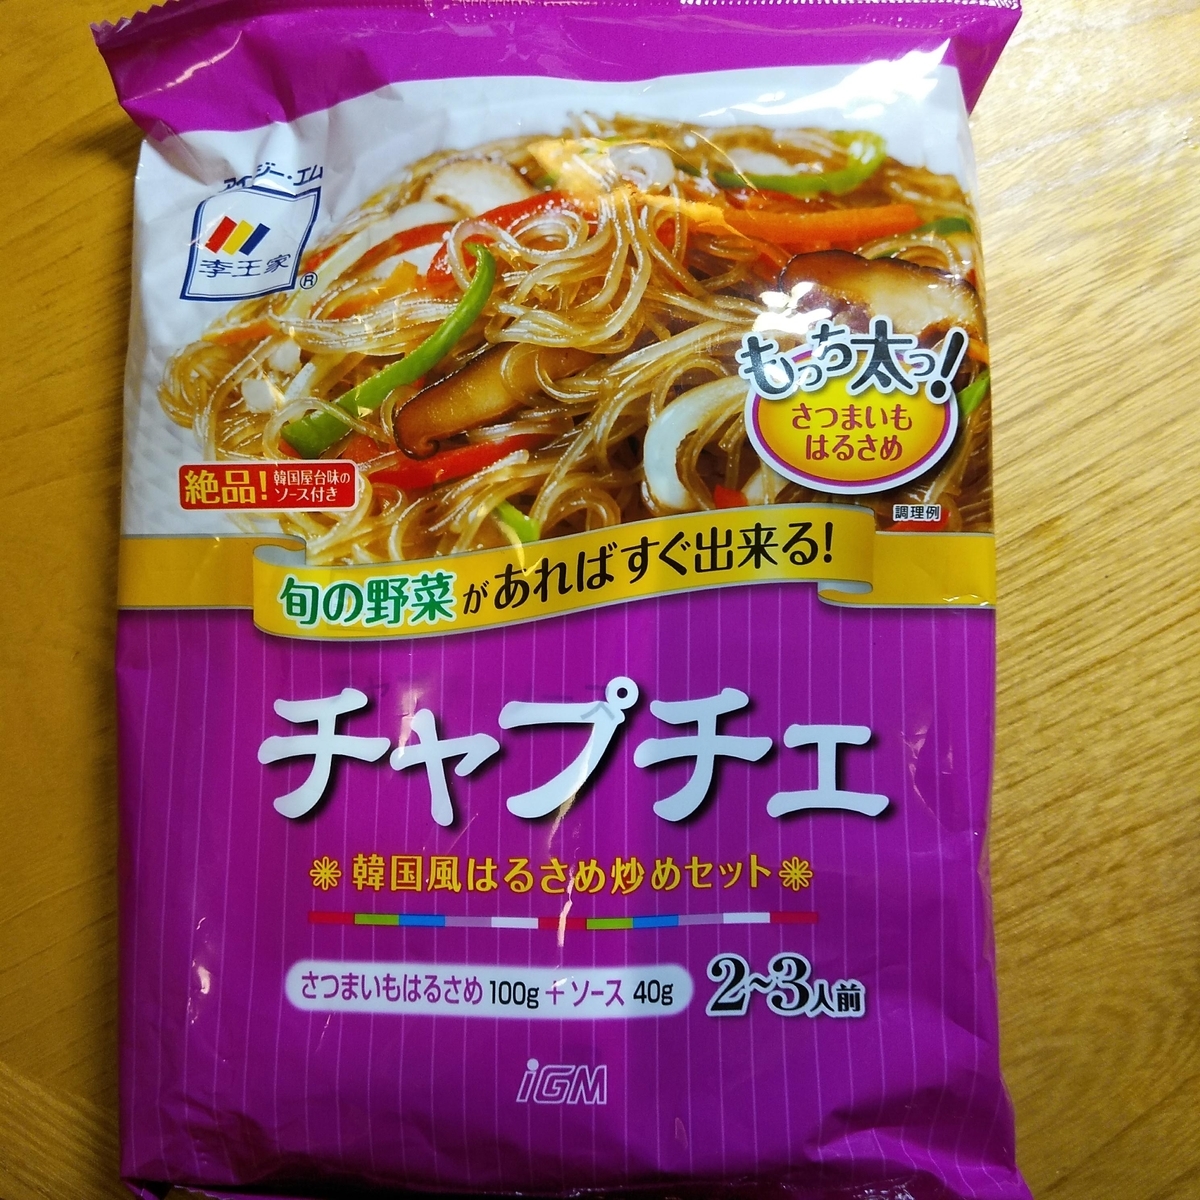 アイジー・エム
李王家
®
もっち太っ!
さつまいも
はるさめ
絶品!
韓国屋台味の
ソース付き
調理例
旬の野菜があればすぐ出来る!
チャプチェ
韓国風はるさめ炒めセット
さつまいもはるさめ 100g+ソース 40g
2~3人前
iGM